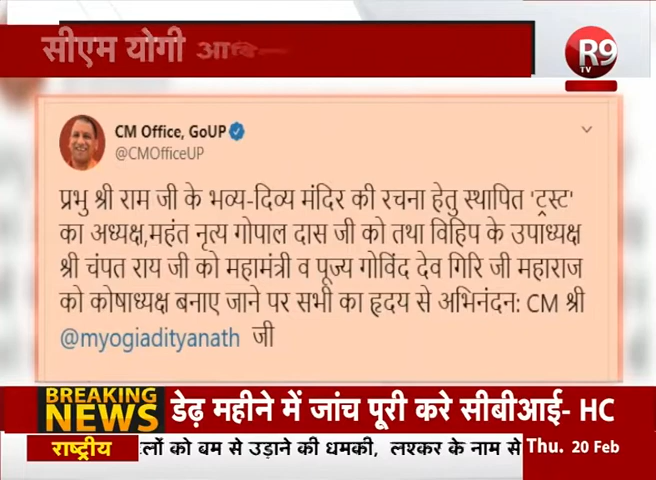 सीएम योगी
R9
TV
CM Office, GoUP
@CMOfficeUP
प्रभु श्री राम जी के भव्य-दिव्य मंदिर की रचना हेतु स्थापित 'ट्रस्ट'
का अध्यक्ष,महंत नृत्य गोपाल दास जी को तथा विहिप के उपाध्यक्ष
श्री चंपत राय जी को महामंत्री व पूज्य गोविंद देव गिरि जी महाराज
को कोषाध्यक्ष बनाए जाने पर सभी का हृदय से अभिनंदन: CM श्री
@myogiadityanath जी
BREAKING
NEWS
डेढ़ महीने में जांच पूरी करे सीबीआई- HC
राष्ट्रीय
को बम से उड़ाने की धमकी, लश्कर के नाम से
Thu. 20 Feb